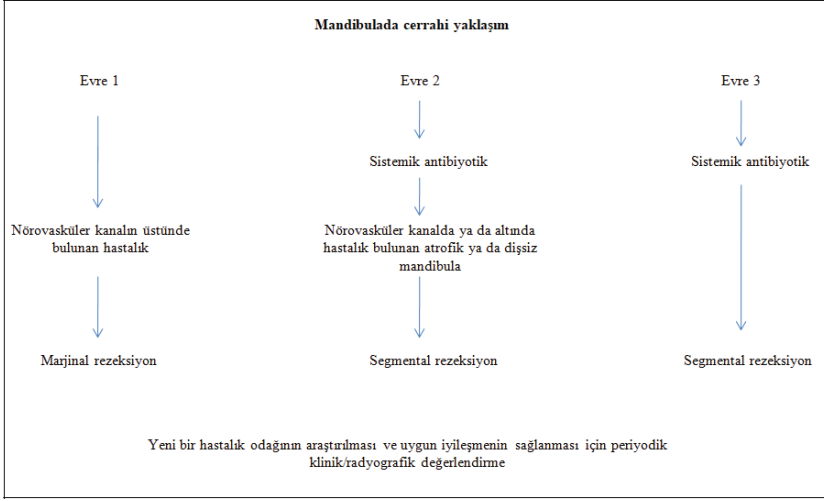 Mandibulada cerrahi yaklaşım
Evre 1
Evre 2
Evre 3
Sistemik antibiyotik
Sistemik antibiyotik
Nörovasküler kanalın üstünde
bulunan hastalık
Nörovasküler kanalda ya da altında
hastalık bulunan atrofik ya da dişsiz
mandibula
Marjinal rezeksiyon
Segmental rezeksiyon
Segmental rezeksiyon
Yeni bir hastalık odağının araştırılması ve uygun iyileşmenin sağlanması için periyodik
klinik/radyografik değerlendirme